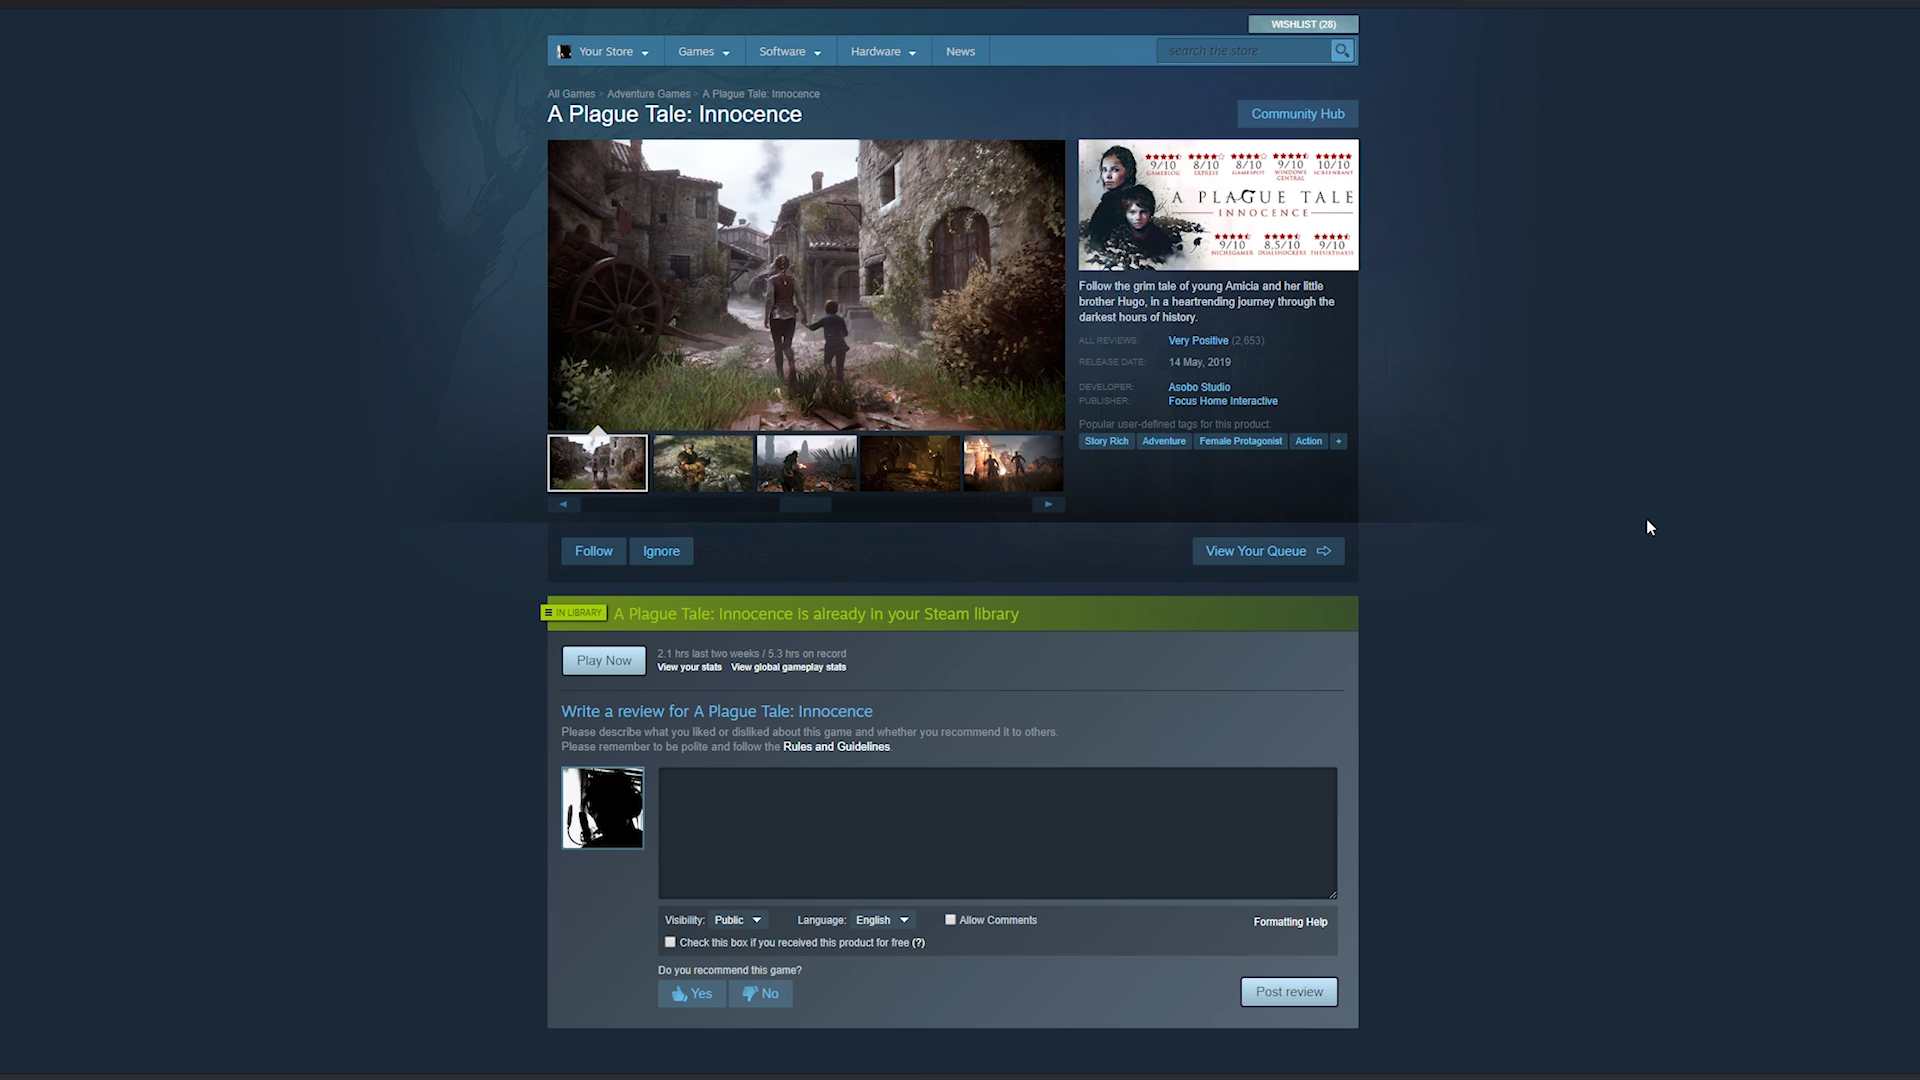 WISHLIST (28)
Your Store Games Software Hardware News search the store
All Games > Adventure Games > A Plague Tale: Innocence
A Plague Tale: Innocence
Community Hub
9/10 8/10 8/10 9/10 10/10
GAMEBLOG EXPRESS GAMESPOT WINDOWS CENTRAL SCREENRANT
A PLAGUE TALE
INNOCENCE
9/10 8.5/10 9/10
NICHEGAMER DUALSHOCKERS THESIXTHAXIS
Follow the grim tale of young Amicia and her little
brother Hugo, in a heartrending journey through the
darkest hours of history.
ALL REVIEWS: Very Positive (2,653)
RELEASE DATE: 14 May, 2019
DEVELOPER: Asobo Studio
PUBLISHER: Focus Home Interactive
Popular user-defined tags for this product:
Story Rich Adventure Female Protagonist Action +
Follow Ignore View Your Queue
IN LIBRARY A Plague Tale: Innocence is already in your Steam library
Play Now
2.1 hrs last two weeks / 5.3 hrs on record
View your stats View global gameplay stats
Write a review for A Plague Tale: Innocence
Please describe what you liked or disliked about this game and whether you recommend it to others.
Please remember to be polite and follow the Rules and Guidelines.
Visibility: Public Language: English Allow Comments Formatting Help
Check this box if you received this product for free (?)
Do you recommend this game?
Yes No Post review